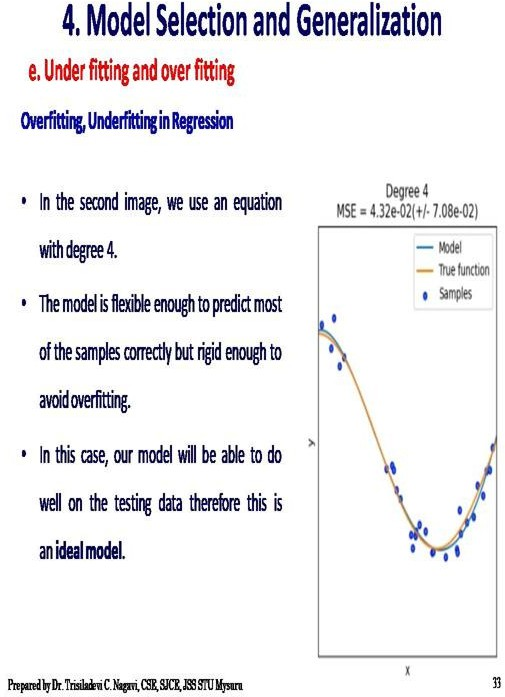 4. Model Selection and Generalization
e. Under fitting and over fitting
Overfitting, Underfitting in Regression
• In the second image, we use an equation
with degree 4.
• The model is flexible enough to predict most
of the samples correctly but rigid enough to
avoid overfitting.
• In this case, our model will be able to do
well on the testing data therefore this is
an ideal model.
Degree 4
MSE = 4.32e-02(+/- 7.08e-02)
Model
True function
Samples
y
x
Prepared by Dr. Trisiladevi C. Nagavi, CSE, SJCE, JSS STU Mysuru
33